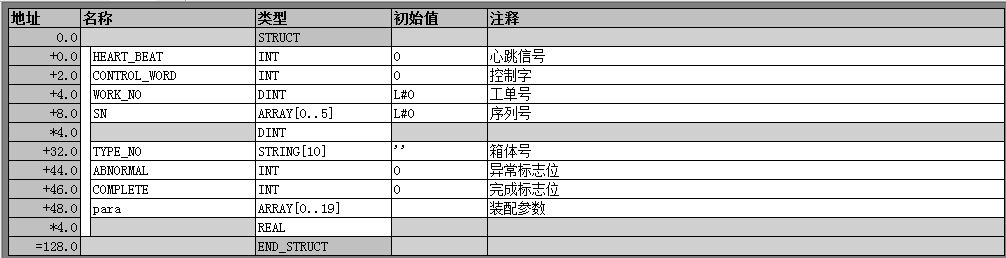 地址 名称 类型 初始值 注释
0.0 STRUCT
+0.0 HEART_BEAT INT 0 心跳信号
+2.0 CONTROL_WORD INT 0 控制字
+4.0 WORK_NO DINT L#0 工单号
+8.0 SN ARRAY[0..5] L#0 序列号
*4.0 DINT
+32.0 TYPE_NO STRING[10] '' 箱体号
+44.0 ABNORMAL INT 0 异常标志位
+46.0 COMPLETE INT 0 完成标志位
+48.0 para ARRAY[0..19] 装配参数
*4.0 REAL
=128.0 END_STRUCT